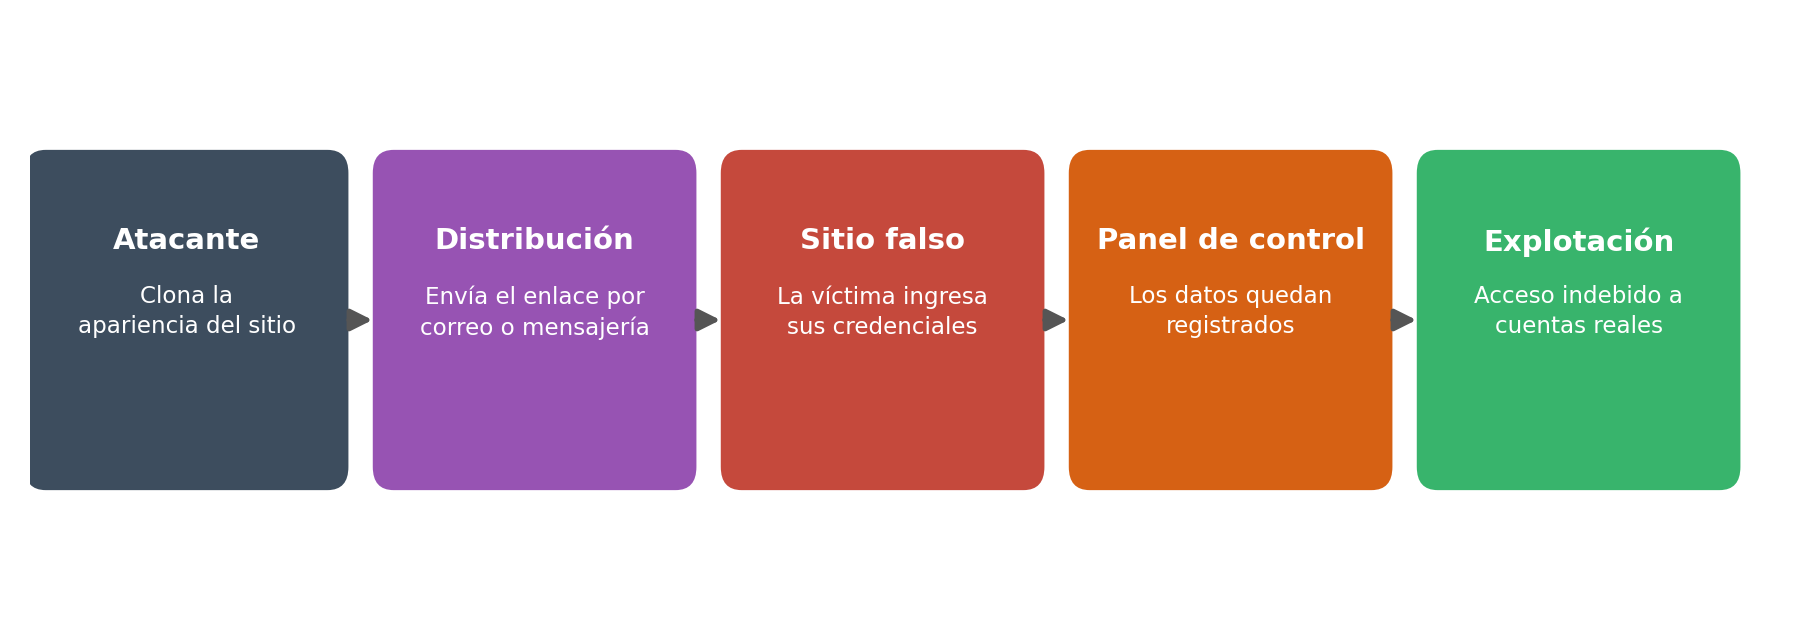 Atacante
Clona la
apariencia del sitio
Distribución
Envía el enlace por
correo o mensajería
Sitio falso
La víctima ingresa
sus credenciales
Panel de control
Los datos quedan
registrados
Explotación
Acceso indebido a
cuentas reales